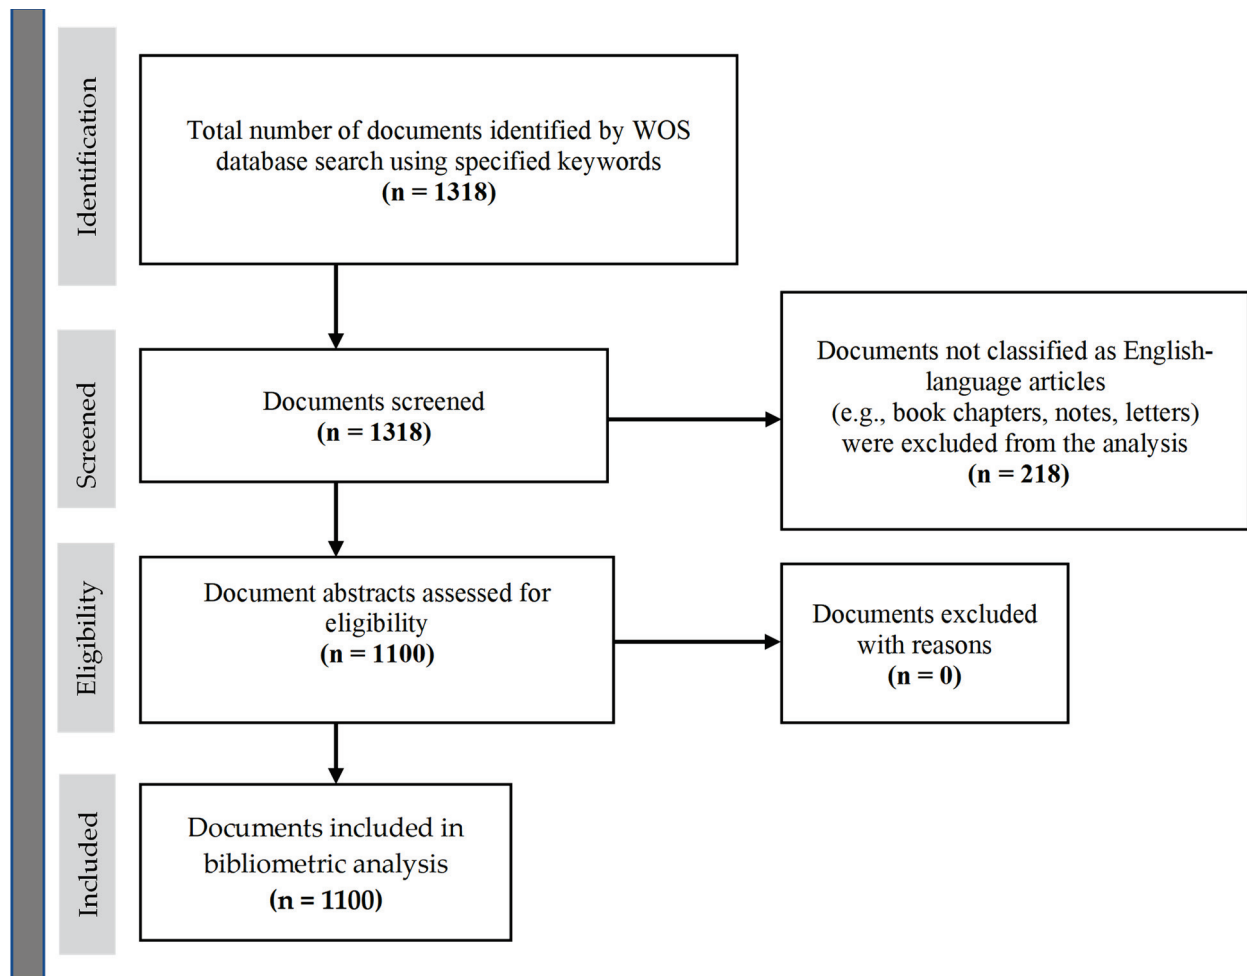 Identification
Total number of documents identified by WOS
database search using specified keywords
(n = 1318)
Screened
Documents screened
(n = 1318)
Documents not classified as English-
language articles
(e.g., book chapters, notes, letters)
were excluded from the analysis
(n = 218)
Eligibility
Document abstracts assessed for
eligibility
(n = 1100)
Documents excluded
with reasons
(n = 0)
Included
Documents included in
bibliometric analysis
(n = 1100)